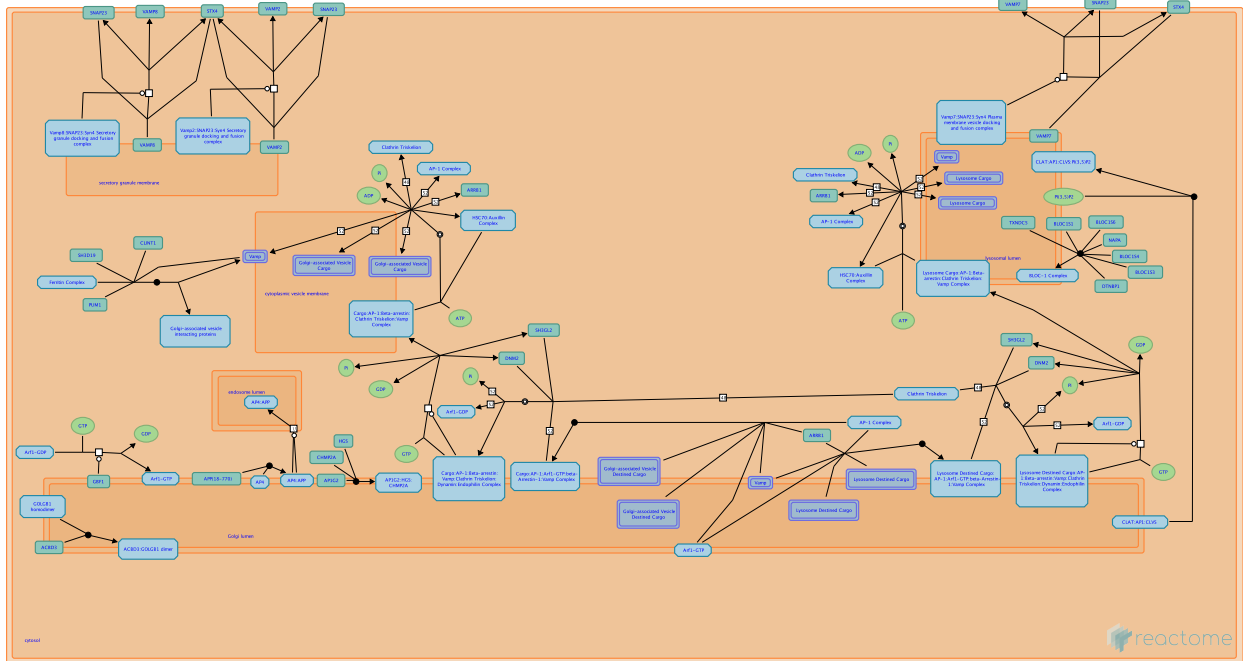 SNAP23
VAMP8
STX4
VAMP2
SNAP23
VAMP7
SNAP23
STX4
Vamp8:SNAP23:Syn4 Secretory
granule docking and fusion
complex
VAMP8
Vamp2:SNAP23:Syn4 Secretory
granule docking and fusion
complex
VAMP2
Vamp7:SNAP23:Syn4 Plasma
membrane vesicle docking
and fusion complex
VAMP7
secretory granule membrane
Clathrin Triskelion
Pi
AP-1 Complex
ADP
ARRB1
HSC70:Auxilin
Complex
ADP
Pi
Vamp
Clathrin Triskelion
Lysosome Cargo
ARRB1
Lysosome Cargo
AP-1 Complex
CLAT:AP1:CLVS:PI(3,5)P2
PI(3,5)P2
TXNDC5
BLOC1S1
BLOC1S6
NAPA
BLOC1S4
BLOC1S3
DTNBP1
BLOC-1 Complex
lysosomal lumen
HSC70:Auxilin
Complex
Lysosome Cargo:AP-1:Beta-
arrestin:Clathrin Triskelion:
Vamp Complex
ATP
CLINT1
SH3D19
Vamp
Ferritin Complex
PUM1
Golgi-associated vesicle
interacting proteins
Golgi-associated Vesicle
Cargo
Golgi-associated Vesicle
Cargo
cytoplasmic vesicle membrane
Cargo:AP-1:Beta-arrestin:
Clathrin Triskelion:Vamp
Complex
ATP
SH3GL2
DNM2
Pi
GDP
Pi
Arf1-GDP
GTP
SH3GL2
DNM2
GDP
Pi
Clathrin Triskelion
Arf1-GDP
GTP
endosome lumen
AP4:APP
GTP
GDP
Arf1-GDP
GBF1
Arf1-GTP
APP(18-770)
AP4
AP4:APP
HGS
CHMP2A
AP1G2
AP1G2:HGS:
CHMP2A
Cargo:AP-1:Beta-arrestin:
Vamp:Clathrin Triskelion:
Dynamin:Endophilin Complex
Cargo:AP-1:Arf1-GTP:beta-
Arrestin-1:Vamp Complex
Golgi-associated Vesicle
Destined Cargo
Golgi-associated Vesicle
Destined Cargo
Vamp
ARRB1
AP-1 Complex
Lysosome Destined Cargo
Lysosome Destined Cargo
Lysosome Destined Cargo:
AP-1:Arf1-GTP:beta-Arrestin
1:Vamp Complex
Lysosome Destined Cargo:AP-
1:Beta-arrestin:Vamp:Clathrin
Triskelion:Dynamin:Endophilin
Complex
CLAT:AP1:CLVS
GOLGB1
homodimer
ACBD3
ACBD3:GOLGB1 dimer
Golgi lumen
Arf1-GTP
cytosol
reactome